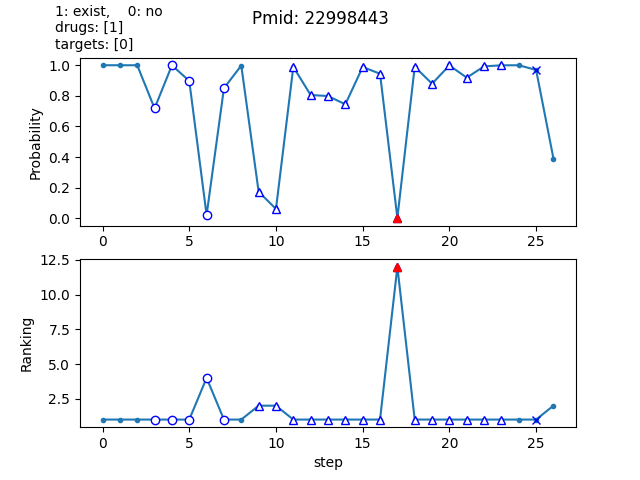 1: exist,    0: no
drugs: [1]
targets: [0]
Pmid: 22998443
Probability
1.0
0.8
0.6
0.4
0.2
0.0
0 5 10 15 20 25
Ranking
12.5
10.0
7.5
5.0
2.5
0 5 10 15 20 25
step